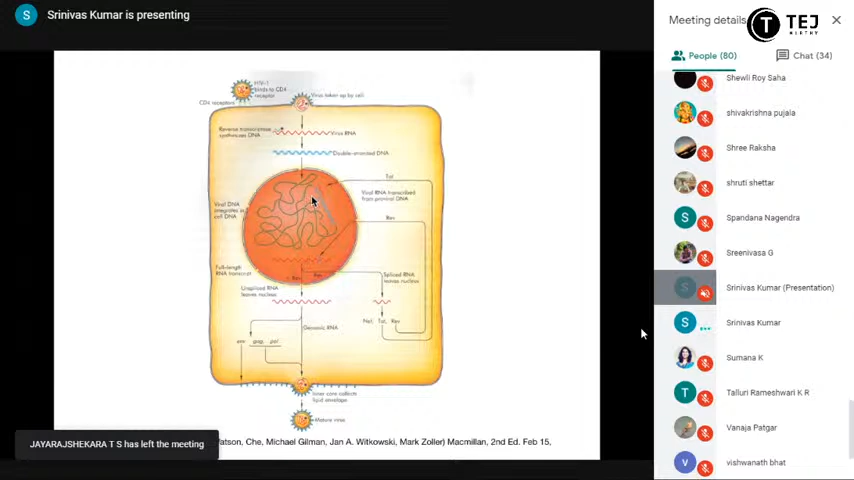 Srinivas Kumar is presenting
Meeting details
TEJ
People (80)
Chat (34)
HIV-1
binds to CD4
receptor
CD4 receptors
Virus taken up by cell
Reverse transcriptase
synthesizes DNA
Virus RNA
Double-stranded DNA
Tat
Viral RNA transcribed
from proviral DNA
Viral DNA
integrates in
cell DNA
Rev
Full-length
RNA transcript
Rev
Rev
Spliced RNA
leaves nucleus
Unspliced RNA
leaves nucleus
Nef, Tat, Rev
Genomic RNA
env gag, pol
Inner core collects
lipid envelope
Mature virus
Watson, Che, Michael Gilman, Jan A. Witkowski, Mark Zoller) Macmillan, 2nd Ed. Feb 15,
JAYARAJSHEKARA T S has left the meeting
Shewli Roy Saha
shivakrishna pujala
Shree Raksha
shruti shettar
S Spandana Nagendra
Sreenivasa G
S Srinivas Kumar (Presentation)
S Srinivas Kumar
Sumana K
T Talluri Rameshwari K R
Vanaja Patgar
V vishwanath bhat